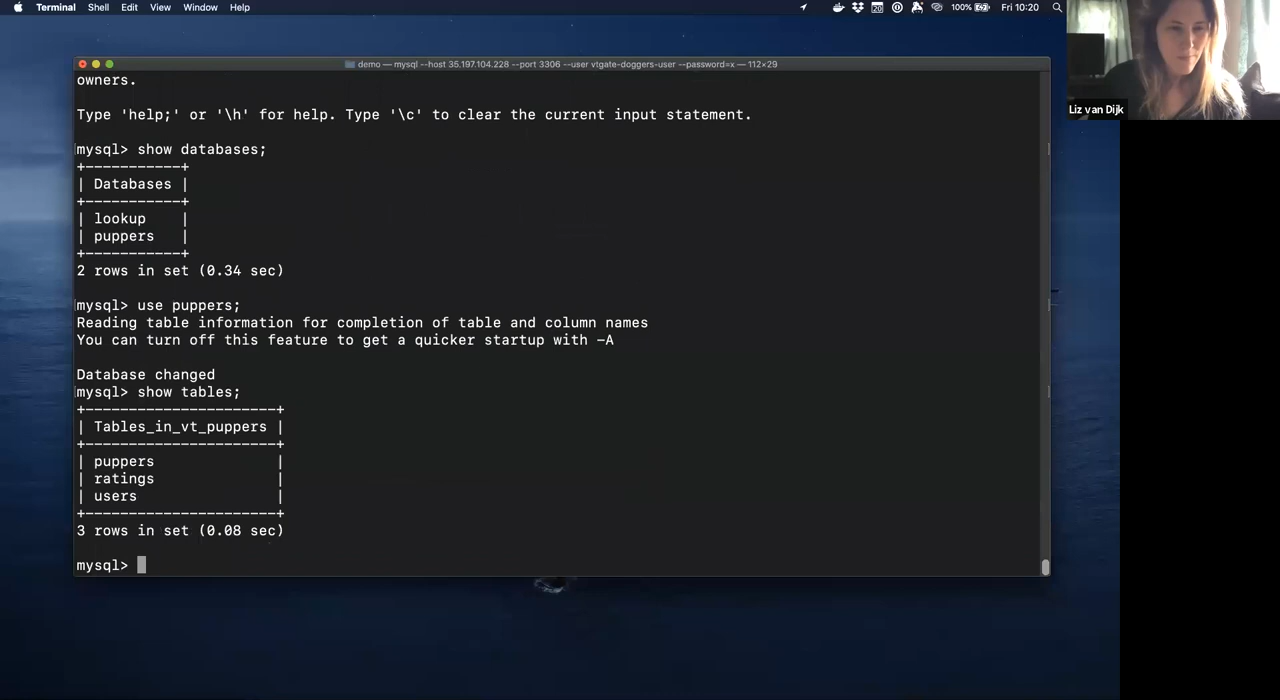 Terminal Shell Edit View Window Help 20 100% Fri 10:20
demo — mysql --host 35.197.104.228 --port 3306 --user vtgate-doggers-user --password=x — 112×29
Liz van Dijk
owners.
Type 'help;' or '\h' for help. Type '\c' to clear the current input statement.
mysql> show databases;
+-----------+
| Databases |
+-----------+
| lookup    |
| puppers   |
+-----------+
2 rows in set (0.34 sec)
mysql> use puppers;
Reading table information for completion of table and column names
You can turn off this feature to get a quicker startup with -A
Database changed
mysql> show tables;
+----------------------+
| Tables_in_vt_puppers |
+----------------------+
| puppers              |
| ratings              |
| users                |
+----------------------+
3 rows in set (0.08 sec)
mysql>